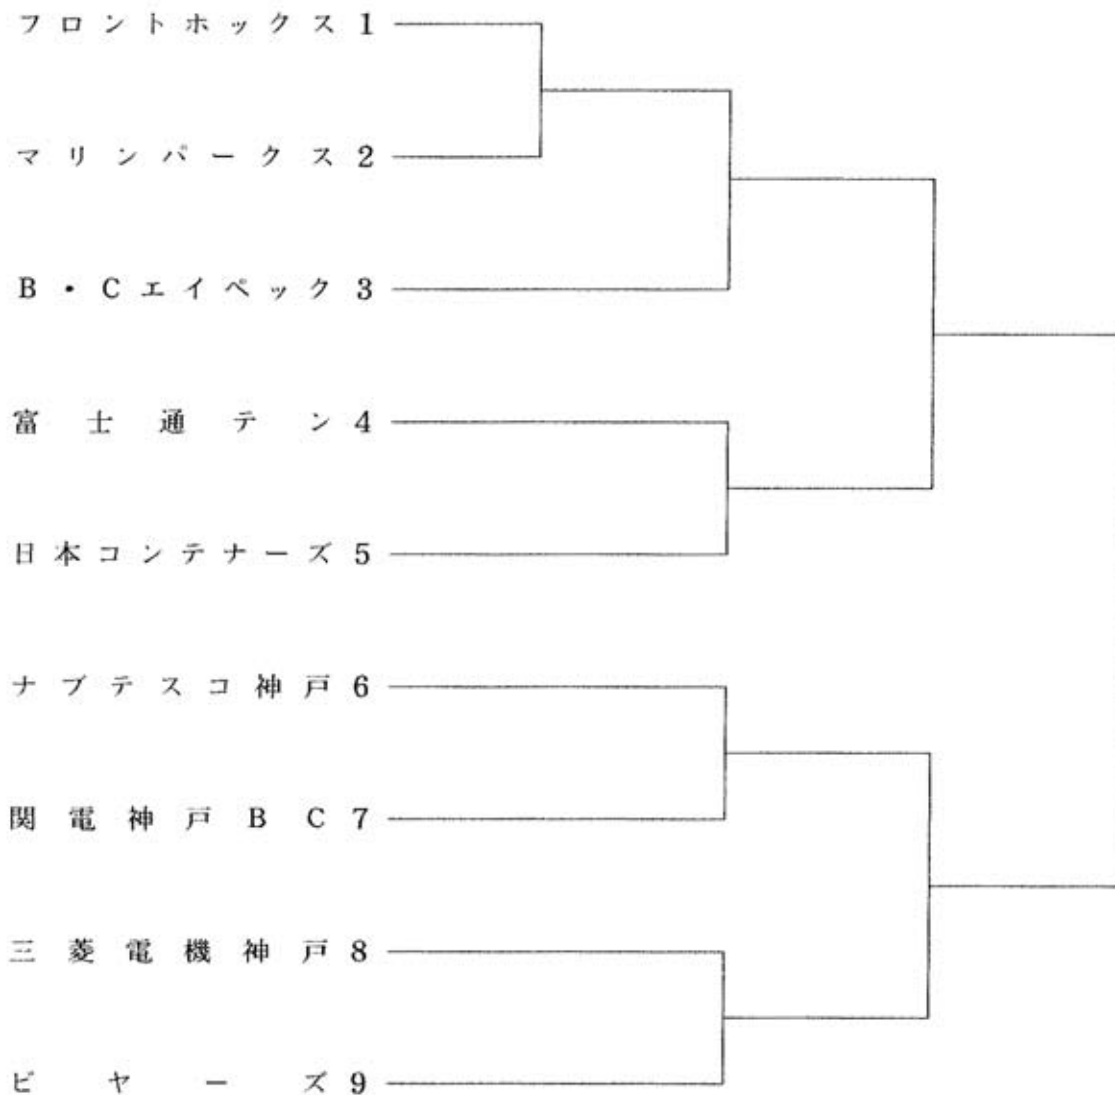 フロントホックス 1
マリンパークス 2
B・Cエイペック 3
富士通テン 4
日本コンテナーズ 5
ナブテスコ神戸 6
関電神戸BC 7
三菱電機神戸 8
ビヤーズ 9